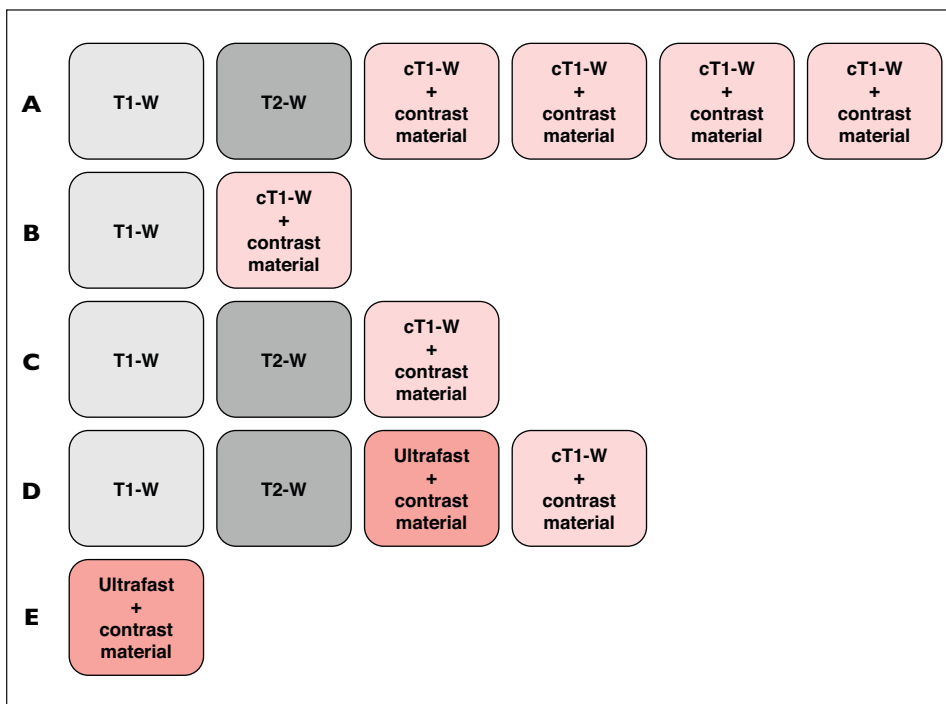 A
T1-W
T2-W
cT1-W
+
contrast
material
cT1-W
+
contrast
material
cT1-W
+
contrast
material
cT1-W
+
contrast
material
B
T1-W
cT1-W
+
contrast
material
C
T1-W
T2-W
cT1-W
+
contrast
material
D
T1-W
T2-W
Ultrafast
+
contrast
material
cT1-W
+
contrast
material
E
Ultrafast
+
contrast
material